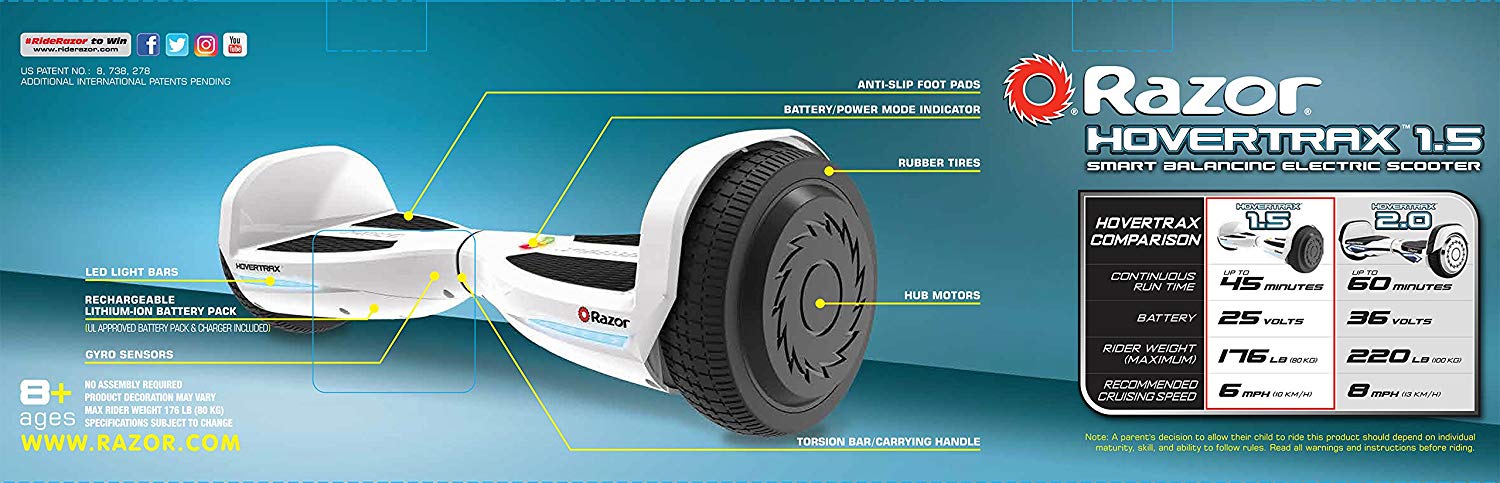 #RideRazor to Win
www.riderazor.com
You
Tube
US PATENT NO.: 8, 738, 278
ADDITIONAL INTERNATIONAL PATENTS PENDING
ANTI-SLIP FOOT PADS
BATTERY/POWER MODE INDICATOR
RUBBER TIRES
HUB MOTORS
TORSION BAR/CARRYING HANDLE
LED LIGHT BARS
RECHARGEABLE
LITHIUM-ION BATTERY PACK
(UL APPROVED BATTERY PACK & CHARGER INCLUDED)
GYRO SENSORS
HOVERTRAX
Razor
8+
ages
NO ASSEMBLY REQUIRED
PRODUCT DECORATION MAY VARY
MAX RIDER WEIGHT 176 LB (80 KG)
SPECIFICATIONS SUBJECT TO CHANGE
WWW.RAZOR.COM
® Razor®
HOVERTRAX™ 1.5
SMART BALANCING ELECTRIC SCOOTER
HOVERTRAX
COMPARISON
HOVERTRAX
1.5
HOVERTRAX
2.0
CONTINUOUS
RUN TIME
UP TO
45 MINUTES
UP TO
60 MINUTES
BATTERY
25 VOLTS
36 VOLTS
RIDER WEIGHT
(MAXIMUM)
176 LB (80 KG)
220 LB (100 KG)
RECOMMENDED
CRUISING SPEED
6 MPH (10 KM/H)
8 MPH (13 KM/H)
Note: A parent's decision to allow their child to ride this product should depend on individual
maturity, skill, and ability to follow rules. Read all warnings and instructions before riding.